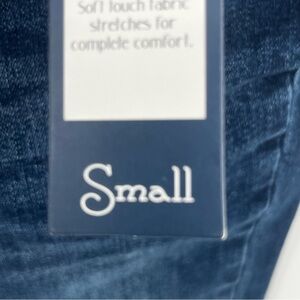 Soft touch fabric
stretches for
complete comfort.
Small